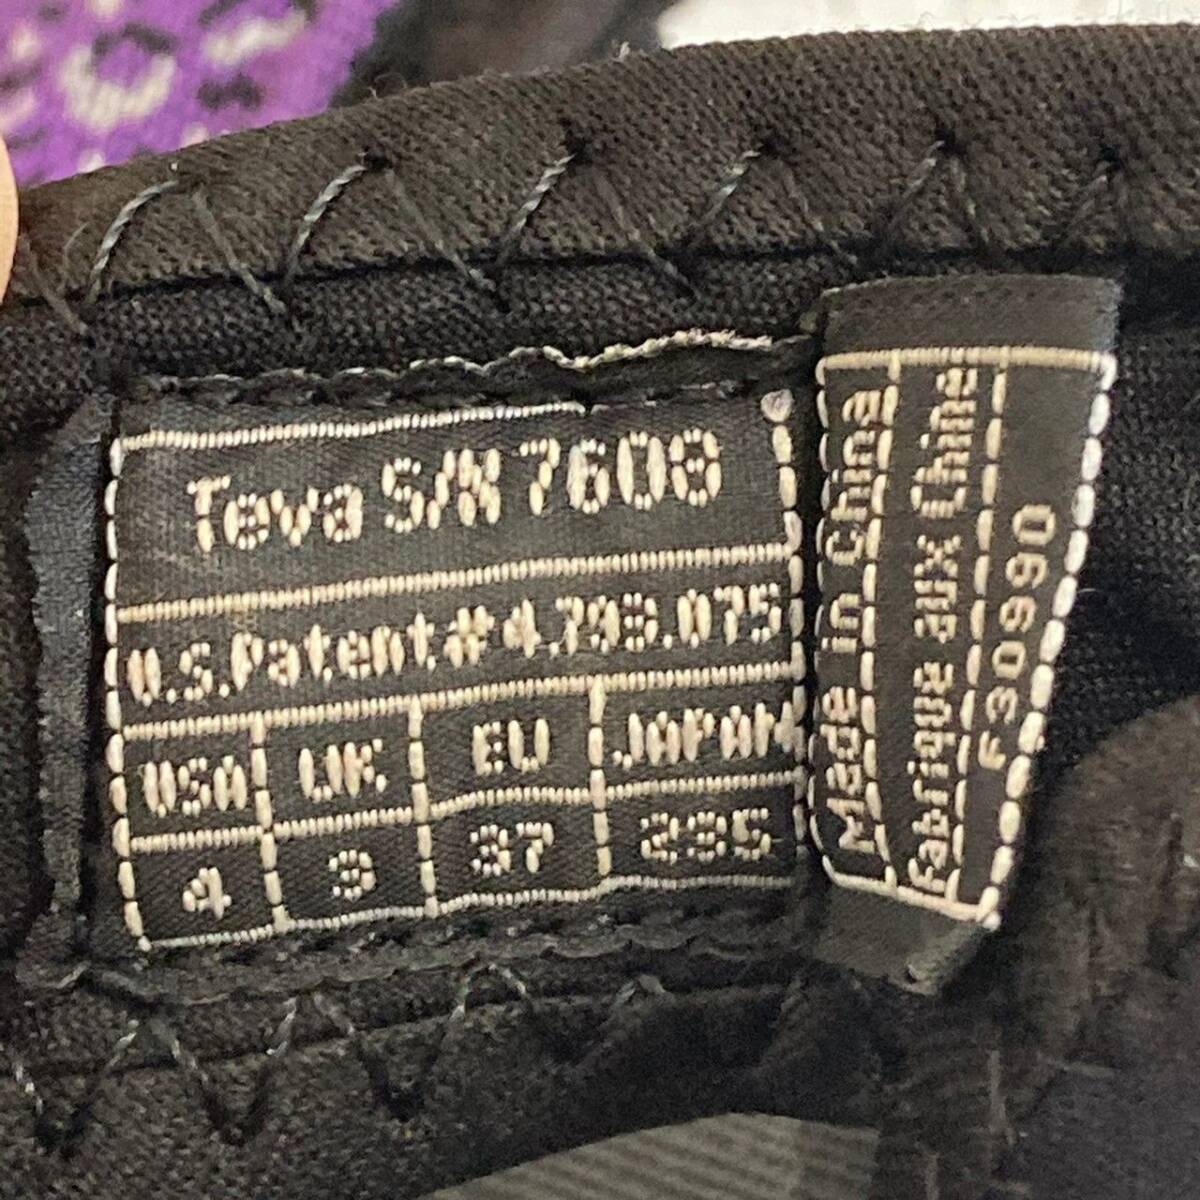 Teva S/N 7608
U.S.Patent.#4,793.075
USA UK EU JAPAN
4 3 37 235
Made in China
Fabriqué aux Chine
F30990